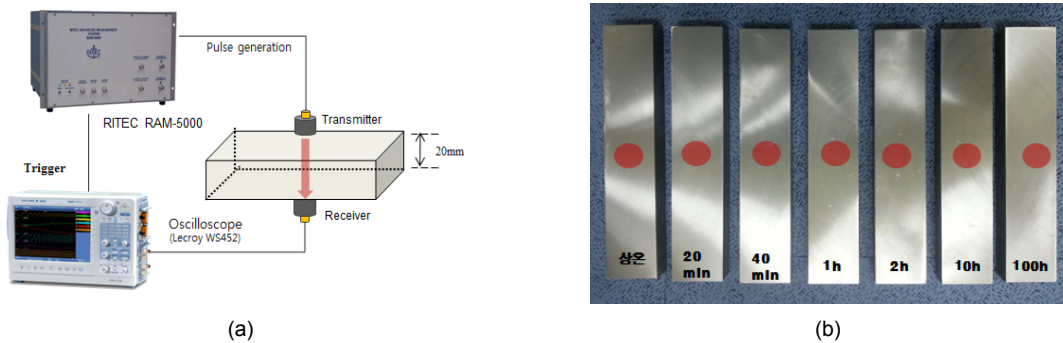 Pulse generation
Transmitter
RITEC RAM-5000
20mm
Trigger
Receiver
Oscilloscope
(Lecroy WS452)
(a)
상온
20
min
40
min
1h
2h
10h
100h
(b)